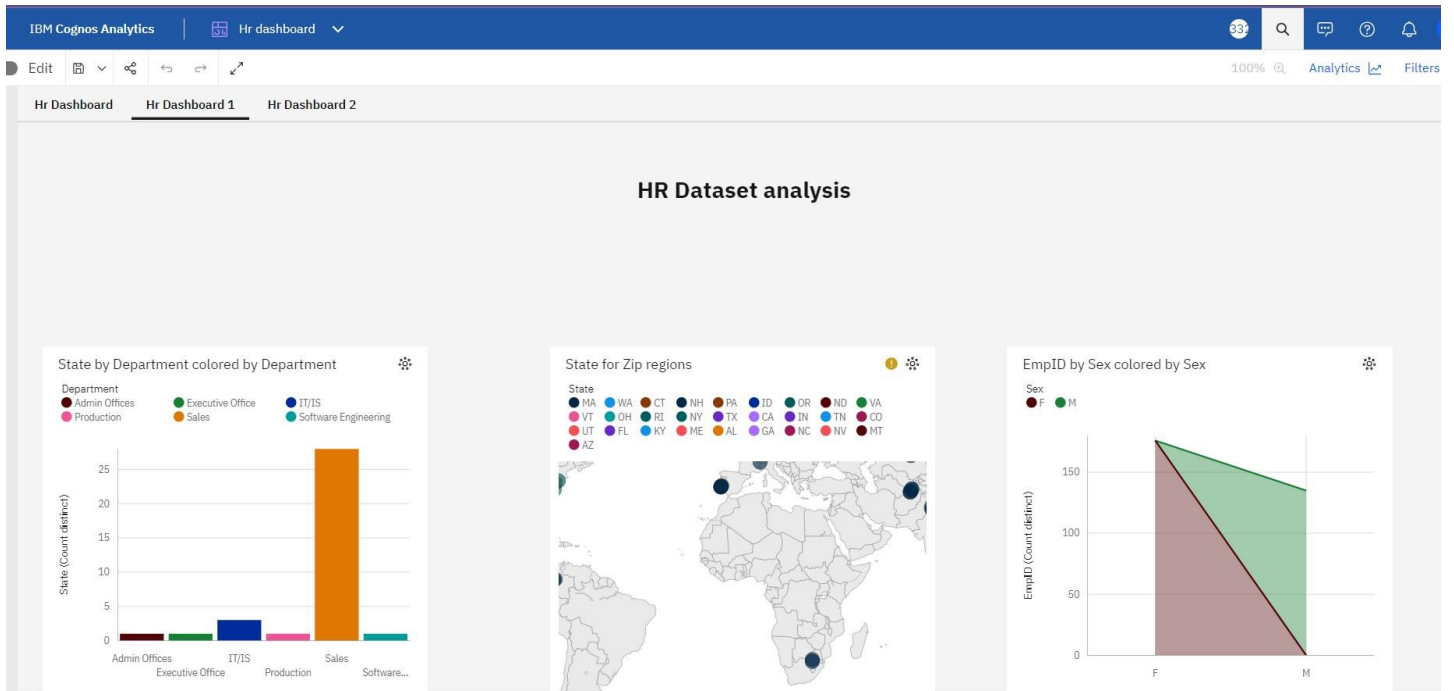 IBM Cognos Analytics
Hr dashboard
332
Edit
100%
Analytics
Filters
Hr Dashboard
Hr Dashboard 1
Hr Dashboard 2
HR Dataset analysis
State by Department colored by Department
Department
Admin Offices Executive Office IT/IS
Production Sales Software Engineering
State (Count distinct)
25
20
15
10
5
0
Admin Offices IT/IS Sales
Executive Office Production Software...
State for Zip regions
State
MA WA CT NH PA ID OR ND VA
VT OH RI NY TX CA IN TN CO
UT FL KY ME AL GA NC NV MT
AZ
EmpID by Sex colored by Sex
Sex
F M
EmpID (Count distinct)
150
100
50
0
F M